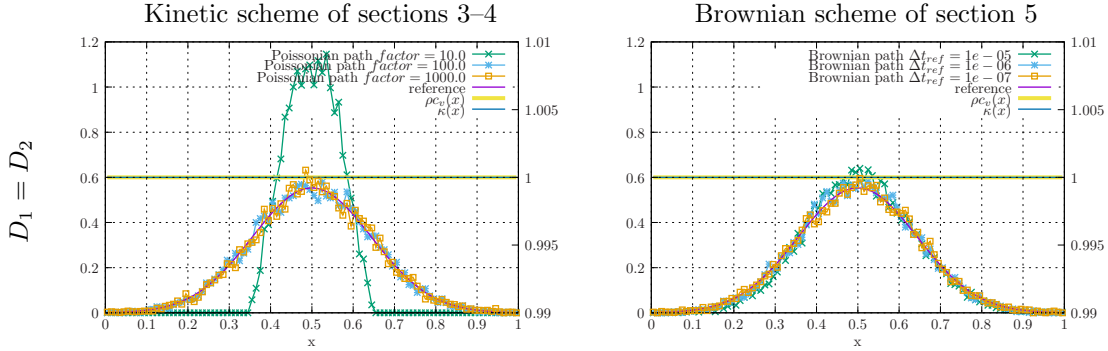 Kinetic scheme of sections 3–4
Brownian scheme of section 5
D₁ = D₂
Poissonian path factor = 10.0
Poissonian path factor = 100.0
Poissonian path factor = 1000.0
reference
ρc_v(x)
κ(x)
0
0.2
0.4
0.6
0.8
1
1.2
0.99
0.995
1
1.005
1.01
0 0.1 0.2 0.3 0.4 0.5 0.6 0.7 0.8 0.9 1
x
Brownian path Δt_ref = 1e − 05
Brownian path Δt_ref = 1e − 06
Brownian path Δt_ref = 1e − 07
reference
ρc_v(x)
κ(x)
0
0.2
0.4
0.6
0.8
1
1.2
0.99
0.995
1
1.005
1.01
0 0.1 0.2 0.3 0.4 0.5 0.6 0.7 0.8 0.9 1
x